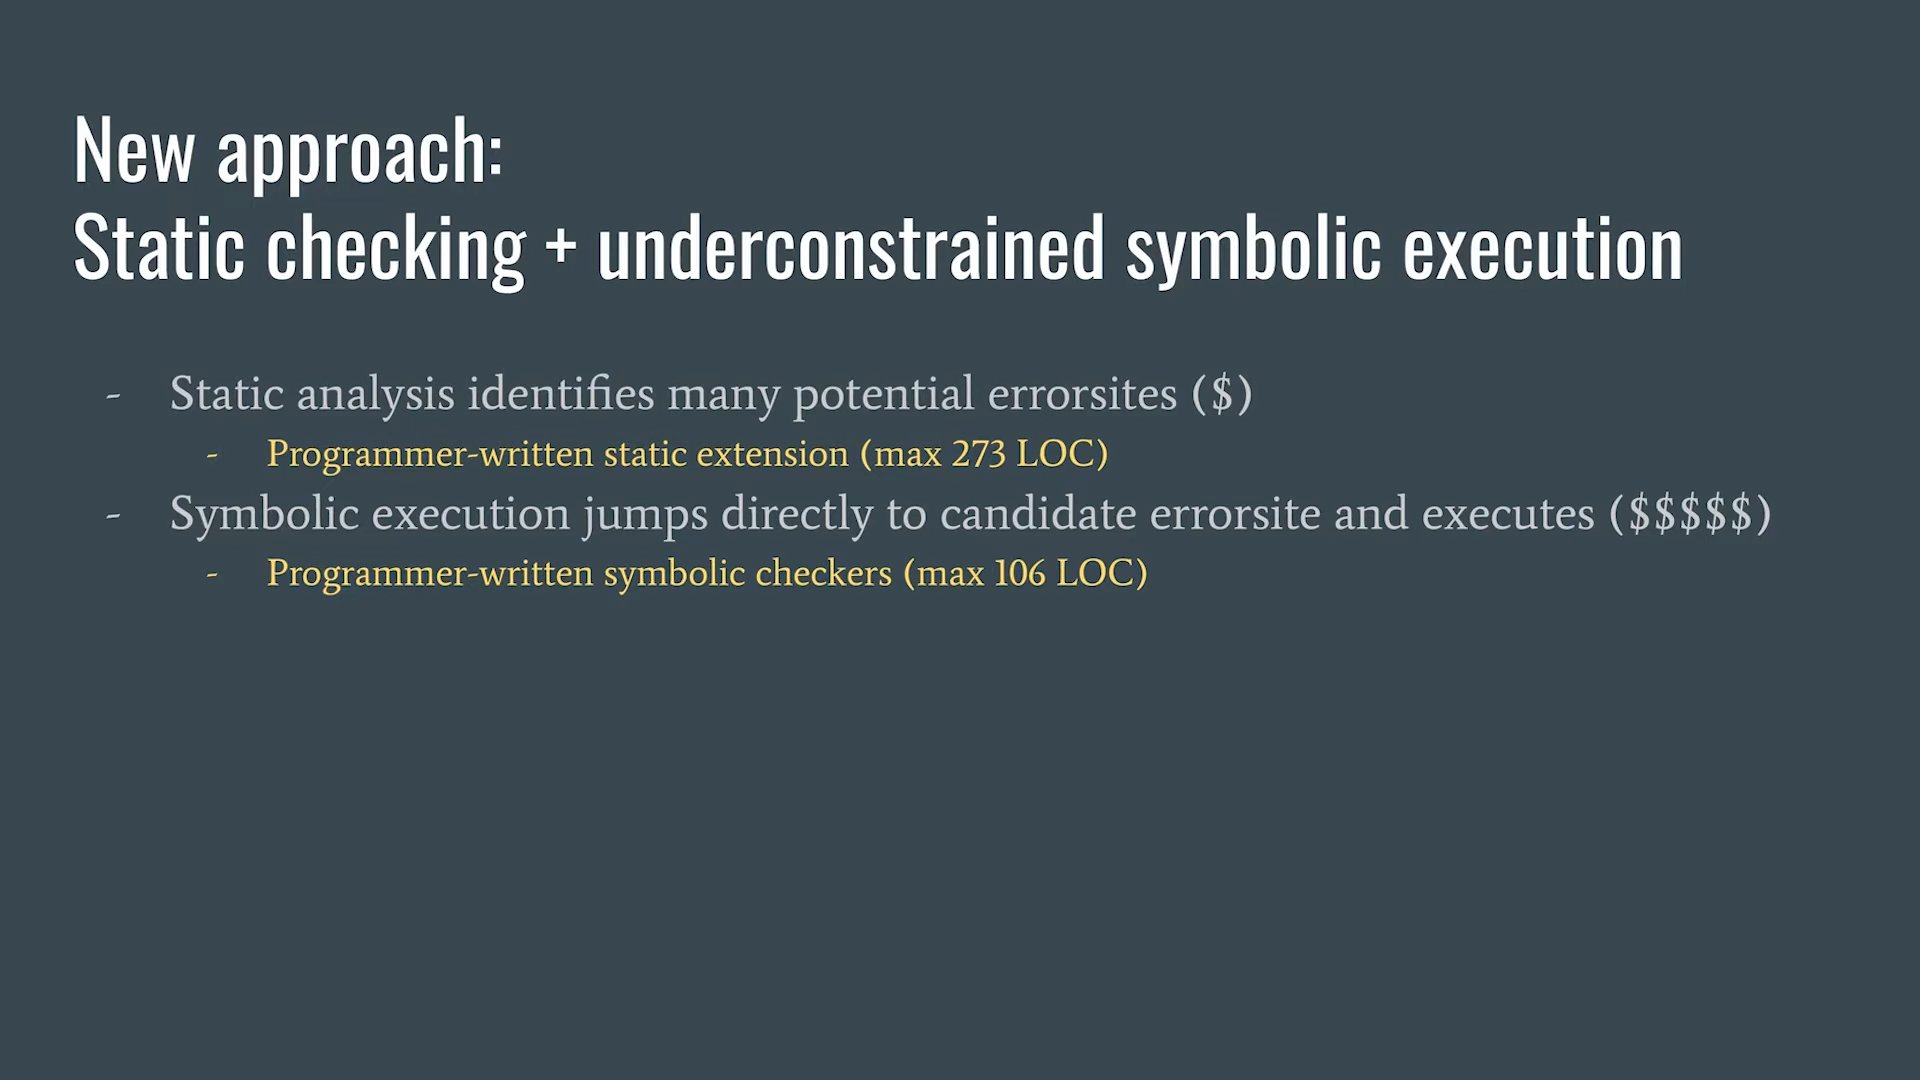 New approach:
Static checking + underconstrained symbolic execution
- Static analysis identifies many potential errorsites ($)
- Programmer-written static extension (max 273 LOC)
- Symbolic execution jumps directly to candidate errorsite and executes ($$$$$)
- Programmer-written symbolic checkers (max 106 LOC)